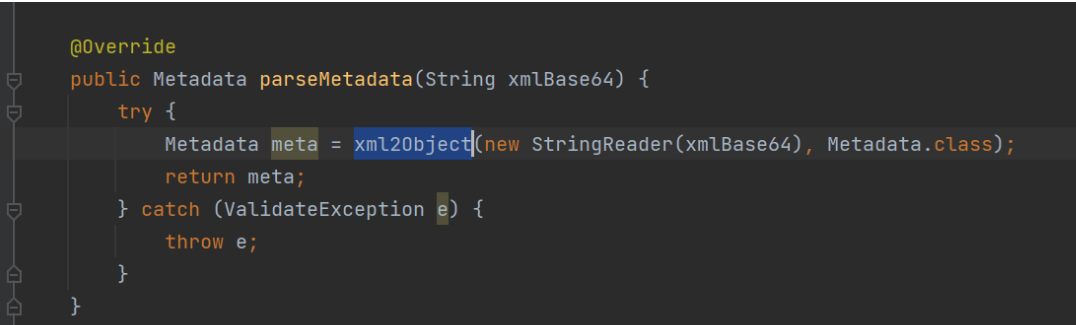 @Override
public Metadata parseMetadata(String xmlBase64) {
try {
Metadata meta = xml2Object(new StringReader(xmlBase64), Metadata.class);
return meta;
} catch (ValidateException e) {
throw e;
}
}